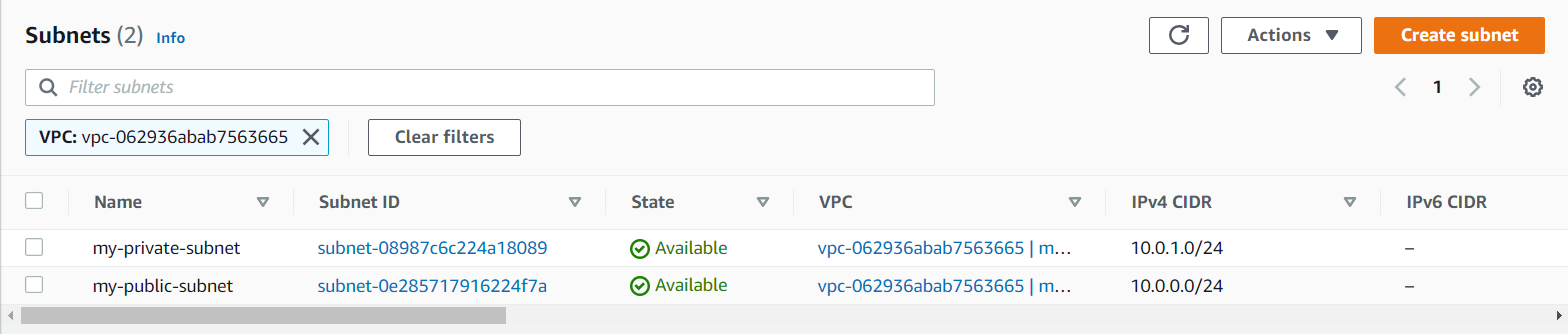 Subnets (2) Info
Actions Create subnet
Filter subnets
1
VPC: vpc-062936abab7563665 Clear filters
Name Subnet ID State VPC IPv4 CIDR IPv6 CIDR
my-private-subnet subnet-08987c6c224a18089 Available vpc-062936abab7563665 | m... 10.0.1.0/24 –
my-public-subnet subnet-0e285717916224f7a Available vpc-062936abab7563665 | m... 10.0.0.0/24 –